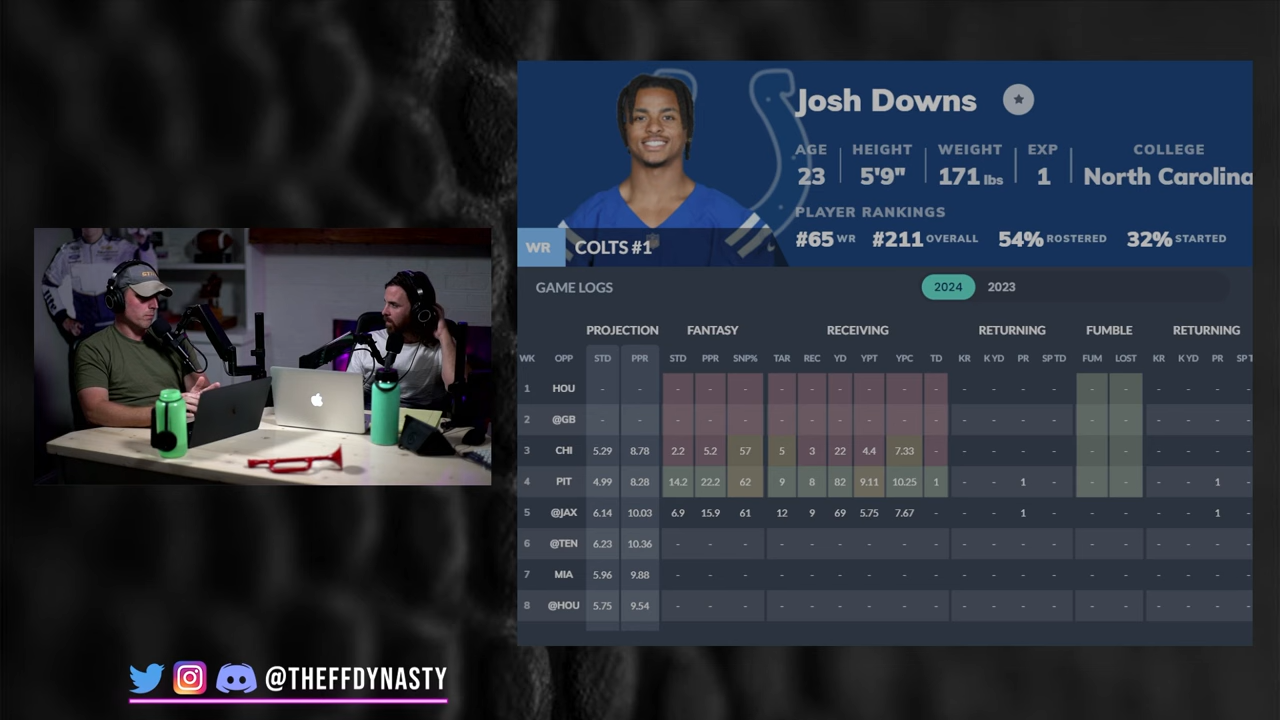 Josh Downs
AGE HEIGHT WEIGHT EXP COLLEGE
23 5'9" 171 lbs 1 North Carolina
PLAYER RANKINGS
#65 WR #211 OVERALL 54% ROSTERED 32% STARTED
WR COLTS #1
GAME LOGS 2024 2023
PROJECTION FANTASY RECEIVING RETURNING FUMBLE RETURNING
WK OPP STD PPR STD PPR SNP% TAR REC YD YPT YPC TD KR K YD PR SP TD FUM LOST KR K YD PR SP T
1 HOU - - - - - - - - - - - - - - - - - - - - -
2 @GB - - - - - - - - - - - - - - - - - - - - -
3 CHI 5.29 8.78 2.2 5.2 57 5 3 22 4.4 7.33 - - - - - - - - - - -
4 PIT 4.99 8.28 14.2 22.2 62 9 8 82 9.11 10.25 1 - - 1 - - - - - 1 -
5 @JAX 6.14 10.03 6.9 15.9 61 12 9 69 5.75 7.67 - - - 1 - - - - - 1 -
6 @TEN 6.23 10.36 - - - - - - - - - - - - - - - - - - -
7 MIA 5.96 9.88 - - - - - - - - - - - - - - - - - - -
8 @HOU 5.75 9.54 - - - - - - - - - - - - - - - - - - -
@THEFFDYNASTY